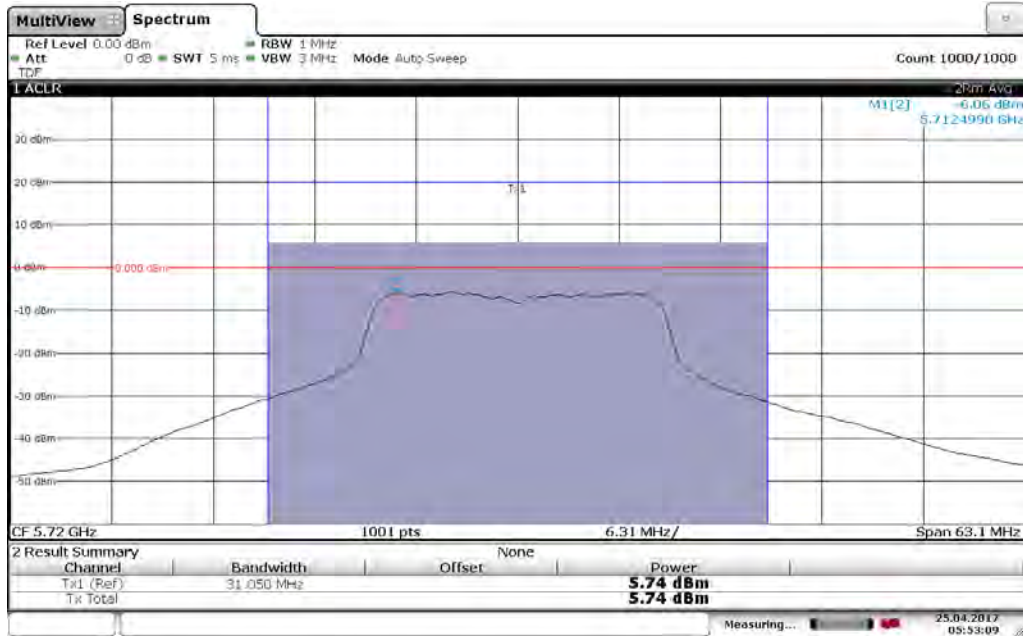 MultiView Spectrum
Ref Level 0.00 dBm RBW 1 MHz
Att 0 dB SWT 5 ms VBW 3 MHz Mode Auto Sweep Count 1000/1000
TDF
1 ACLR 2Rm Avg
M1[2] -6.06 dBm
5.7124990 GHz
30 dBm
20 dBm
Tx1
10 dBm
0 dBm 0.000 dBm
-10 dBm
-20 dBm
-30 dBm
-40 dBm
-50 dBm
CF 5.72 GHz 1001 pts 6.31 MHz/ Span 63.1 MHz
2 Result Summary None
Channel Bandwidth Offset Power
Tx1 (Ref) 31.050 MHz 5.74 dBm
Tx Total 5.74 dBm
Measuring... 25.04.2017
05:53:09